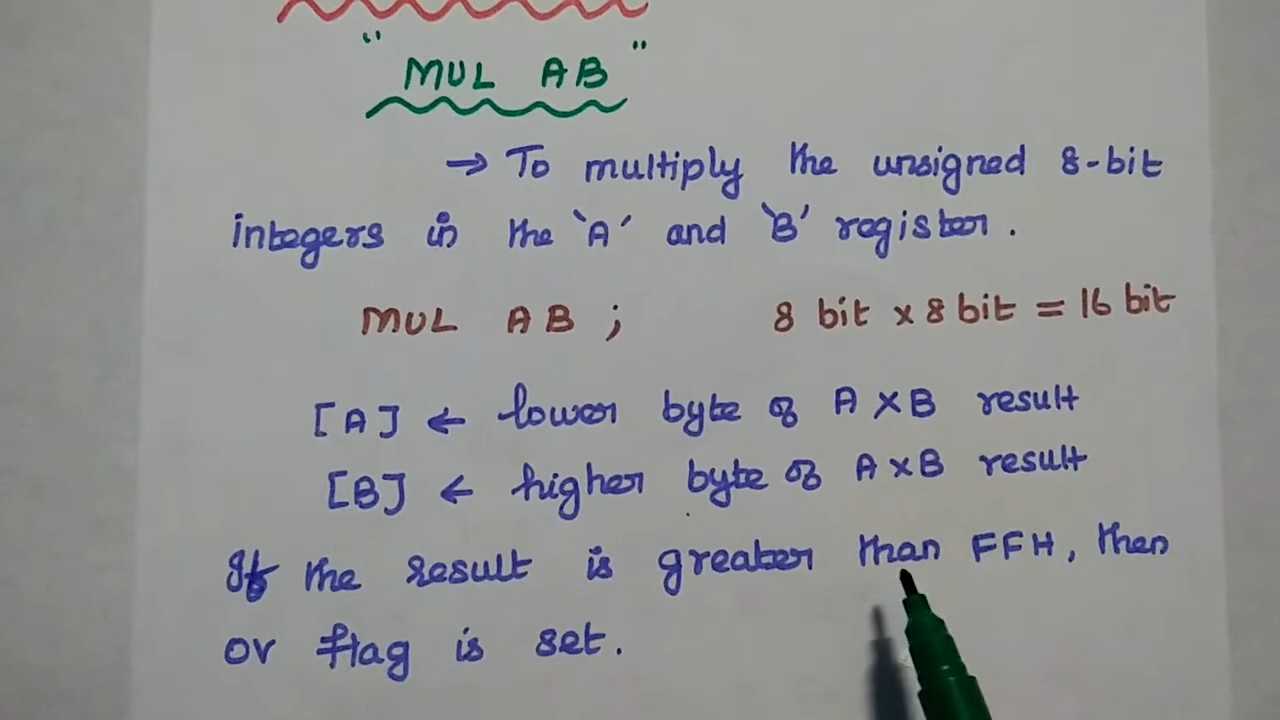 "MUL AB"
→ To multiply the unsigned 8-bit
integers in the 'A' and 'B' register.
MUL AB ; 8 bit × 8 bit = 16 bit
[A] ← lower byte of A × B result
[B] ← higher byte of A × B result
If the result is greater than FFH, then
OV flag is set.